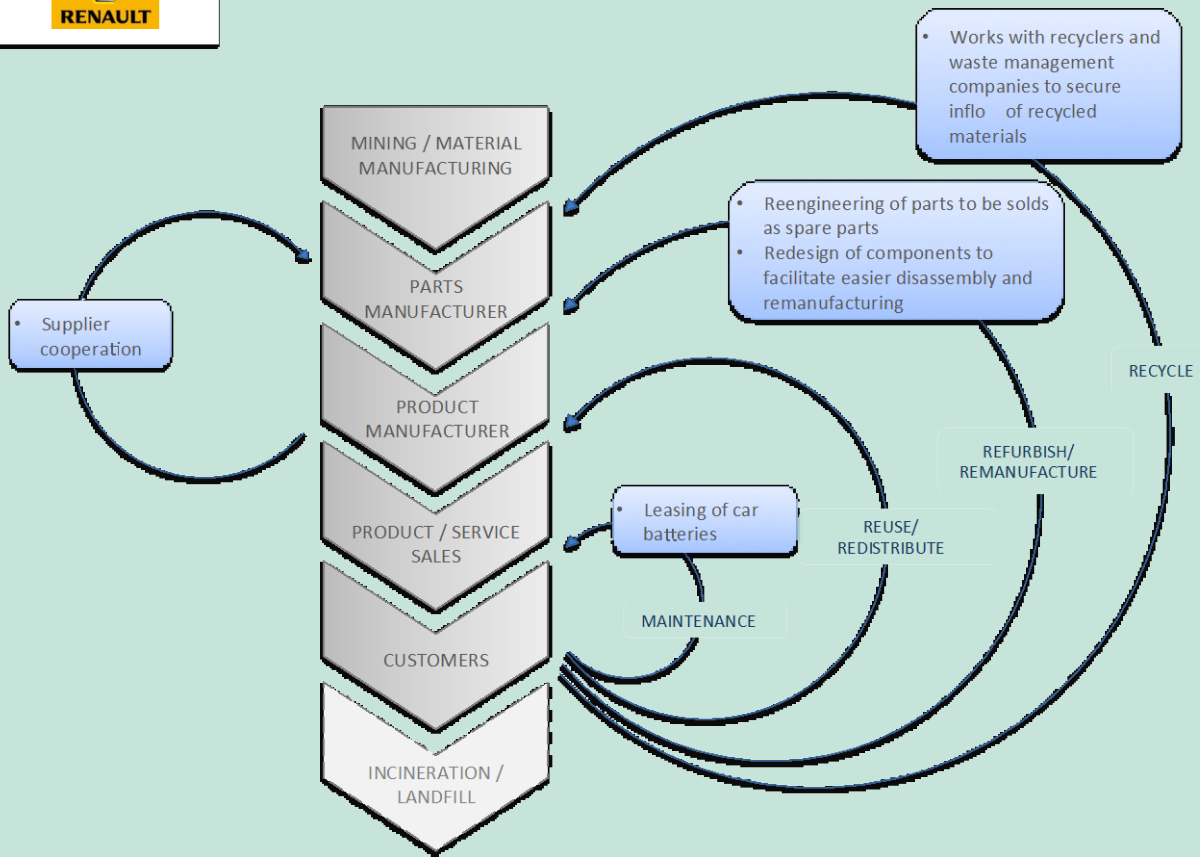 RENAULT
• Works with recyclers and
waste management
companies to secure
inflo of recycled
materials
MINING / MATERIAL
MANUFACTURING
• Reengineering of parts to be solds
as spare parts
• Redesign of components to
facilitate easier disassembly and
remanufacturing
PARTS
MANUFACTURER
• Supplier
cooperation
RECYCLE
PRODUCT
MANUFACTURER
REFURBISH/
REMANUFACTURE
• Leasing of car
batteries
PRODUCT / SERVICE
SALES
REUSE/
REDISTRIBUTE
MAINTENANCE
CUSTOMERS
INCINERATION /
LANDFILL